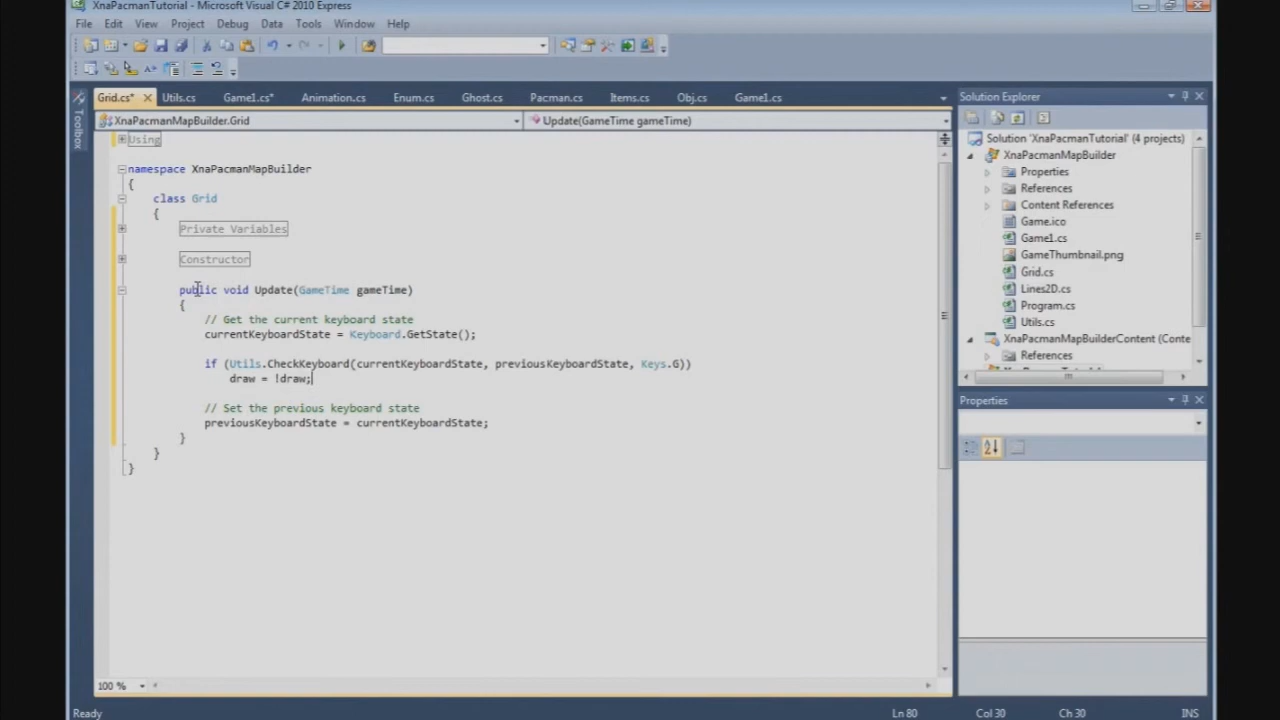 XnaPacmanTutorial - Microsoft Visual C# 2010 Express
File Edit View Project Debug Data Tools Window Help
Grid.cs* Utils.cs Game1.cs* Animation.cs Enum.cs Ghost.cs Pacman.cs Items.cs Obj.cs Game1.cs
XnaPacmanMapBuilder.Grid Update(GameTime gameTime)
Toolbox
Using
namespace XnaPacmanMapBuilder
{
class Grid
{
Private Variables
Constructor
public void Update(GameTime gameTime)
{
// Get the current keyboard state
currentKeyboardState = Keyboard.GetState();
if (Utils.CheckKeyboard(currentKeyboardState, previousKeyboardState, Keys.G))
draw = !draw;
// Set the previous keyboard state
previousKeyboardState = currentKeyboardState;
}
}
}
100 %
Solution Explorer
Solution 'XnaPacmanTutorial' (4 projects)
XnaPacmanMapBuilder
Properties
References
Content References
Game.ico
Game1.cs
GameThumbnail.png
Grid.cs
Lines2D.cs
Program.cs
Utils.cs
XnaPacmanMapBuilderContent (Conte
References
Properties
Ready Ln 80 Col 30 Ch 30 INS